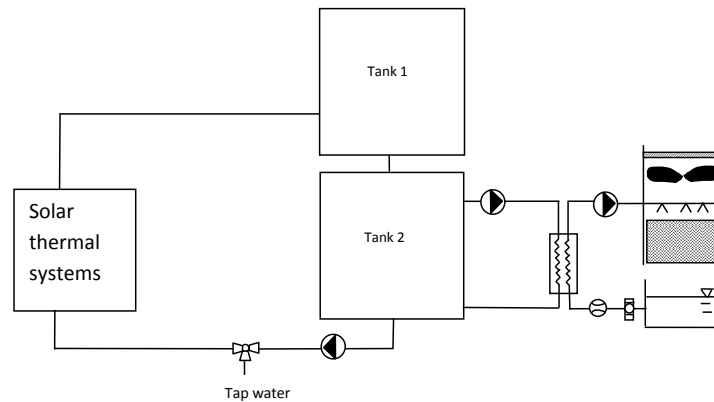 Tank 1
Solar
thermal
systems
Tank 2
Tap water